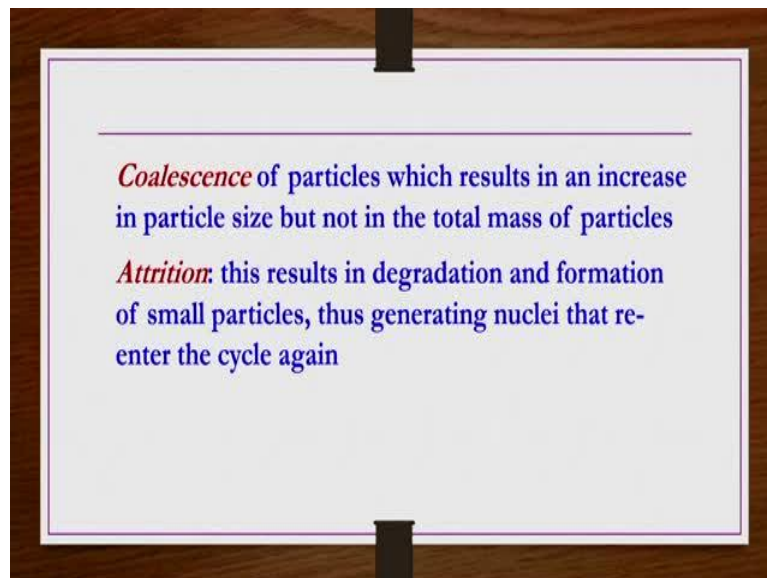 Coalescence of particles which results in an increase
in particle size but not in the total mass of particles
Attrition: this results in degradation and formation
of small particles, thus generating nuclei that re-
enter the cycle again